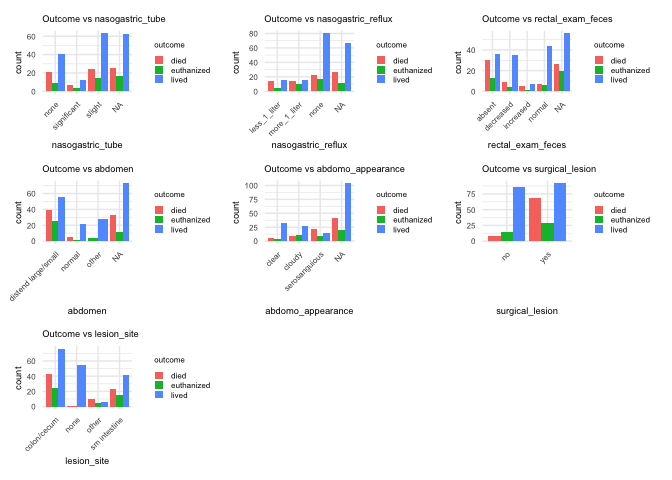 Outcome vs nasogastric_tube
60
40
20
0
count
none
significant
slight
NA
nasogastric_tube
outcome
died
euthanized
lived
Outcome vs nasogastric_reflux
80
60
40
20
0
count
less_1_liter
more_1_liter
none
NA
nasogastric_reflux
outcome
died
euthanized
lived
Outcome vs rectal_exam_feces
40
20
0
count
absent
decreased
increased
normal
NA
rectal_exam_feces
outcome
died
euthanized
lived
Outcome vs abdomen
60
40
20
0
count
distend large/small
normal
other
NA
abdomen
outcome
died
euthanized
lived
Outcome vs abdomo_appearance
100
75
50
25
0
count
clear
cloudy
serosanguious
NA
abdomo_appearance
outcome
died
euthanized
lived
Outcome vs surgical_lesion
75
50
25
0
count
no
yes
surgical_lesion
outcome
died
euthanized
lived
Outcome vs lesion_site
60
40
20
0
count
colon/cecum
none
other
sm intestine
lesion_site
outcome
died
euthanized
lived